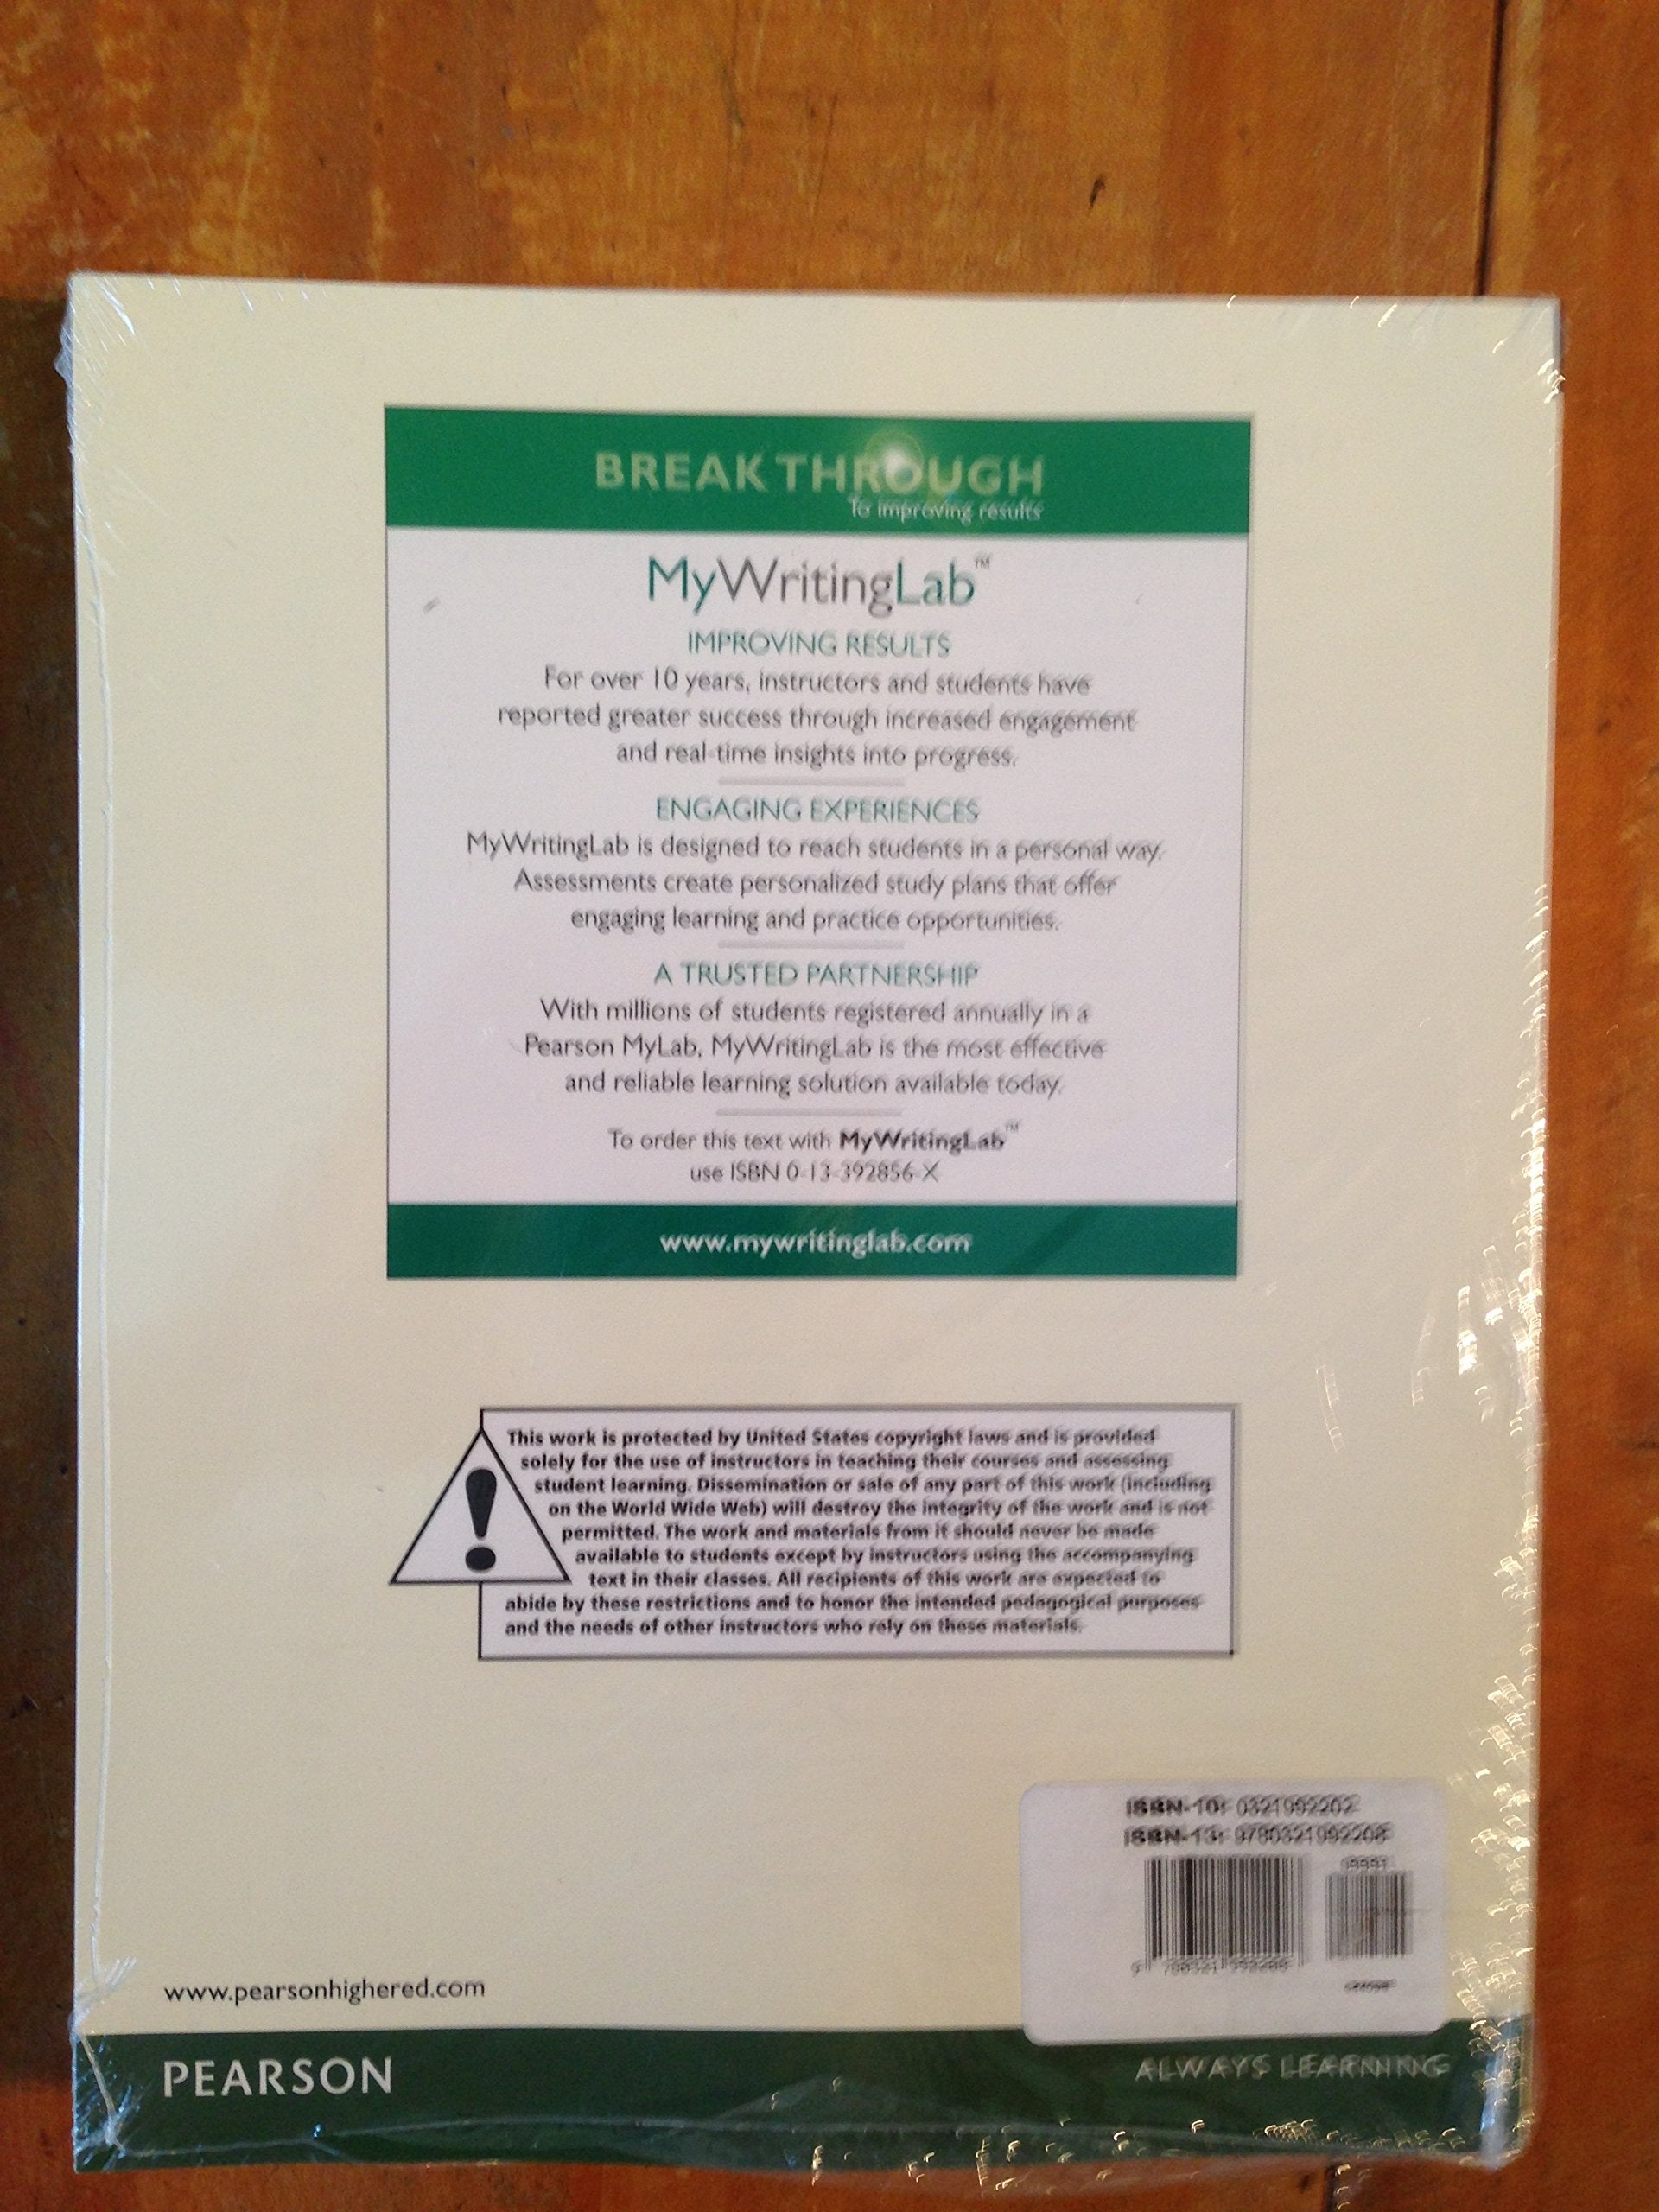 BREAKTHROUGH
To improving results
MyWritingLab™
IMPROVING RESULTS
For over 10 years, instructors and students have
reported greater success through increased engagement
and real-time insights into progress.
ENGAGING EXPERIENCES
MyWritingLab is designed to reach students in a personal way.
Assessments create personalized study plans that offer
engaging learning and practice opportunities.
A TRUSTED PARTNERSHIP
With millions of students registered annually in a
Pearson MyLab, MyWritingLab is the most effective
and reliable learning solution available today.
To order this text with MyWritingLab™
use ISBN 0-13-392856-X
www.mywritinglab.com
This work is protected by United States copyright laws and is provided
solely for the use of instructors in teaching their courses and assessing
student learning. Dissemination or sale of any part of this work (including
on the World Wide Web) will destroy the integrity of the work and is not
permitted. The work and materials from it should never be made
available to students except by instructors using the accompanying
text in their classes. All recipients of this work are expected to
abide by these restrictions and to honor the intended pedagogical purposes
and the needs of other instructors who rely on these materials.
ISBN-10: 0321992202
ISBN-13: 9780321992208
9 780321 992208
www.pearsonhighered.com
PEARSON
ALWAYS LEARNING